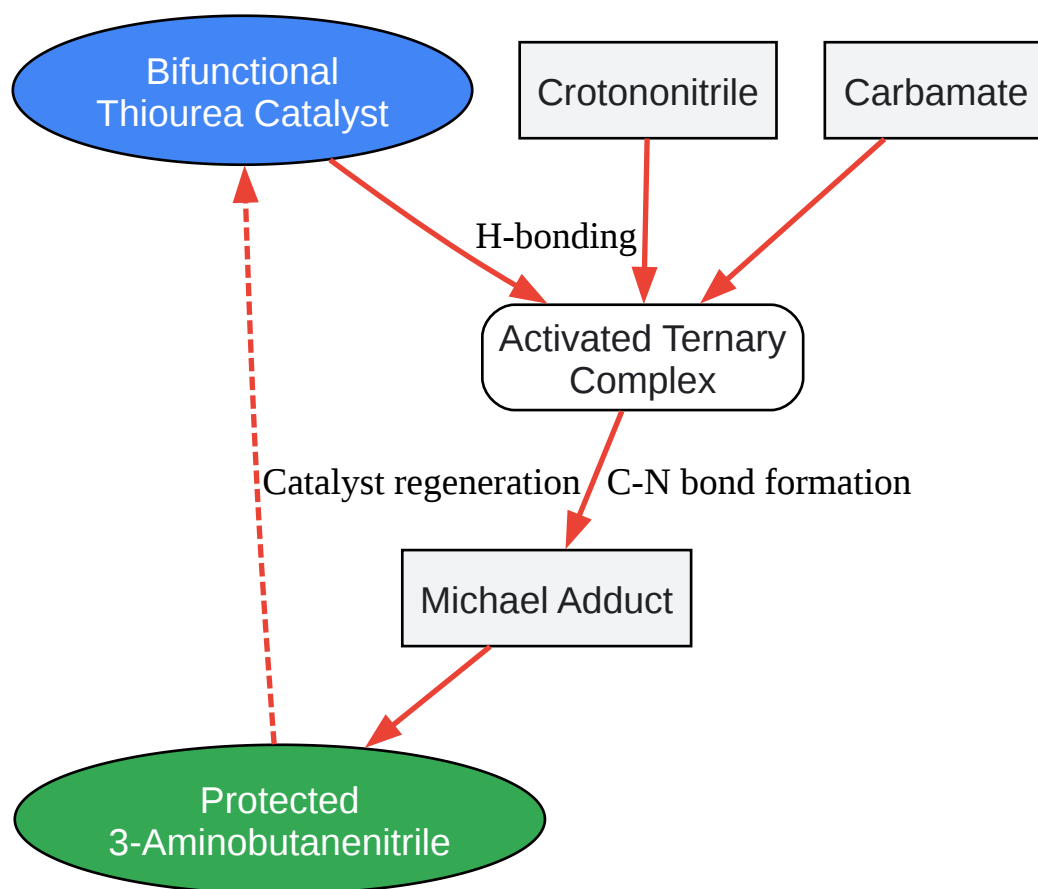 Bifunctional
Thiourea Catalyst
Crotononitrile
Carbamate
H-bonding
Activated Ternary
Complex
Catalyst regeneration
C-N bond formation
Michael Adduct
Protected
3-Aminobutanenitrile